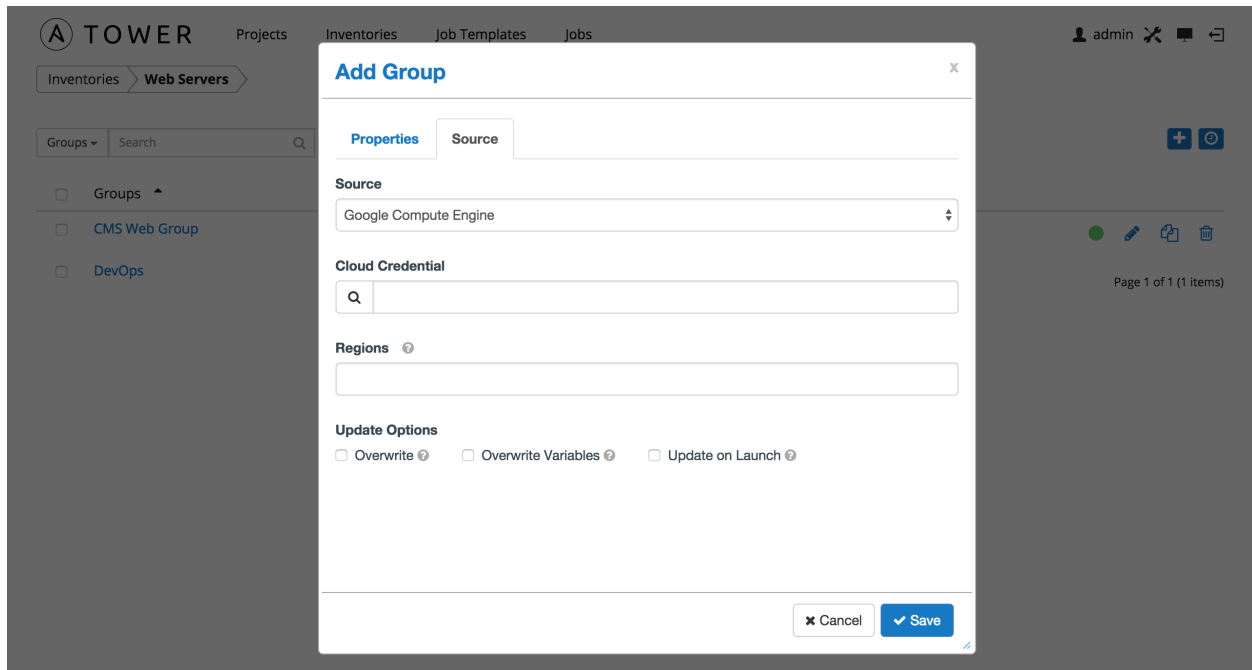 TOWER Projects Inventories Job Templates Jobs admin
Inventories Web Servers
Add Group x
Properties Source
Groups Search
Source
Groups
Google Compute Engine
CMS Web Group
Cloud Credential
DevOps
Page 1 of 1 (1 items)
Regions ?
Update Options
Overwrite ? Overwrite Variables ? Update on Launch ?
Cancel Save